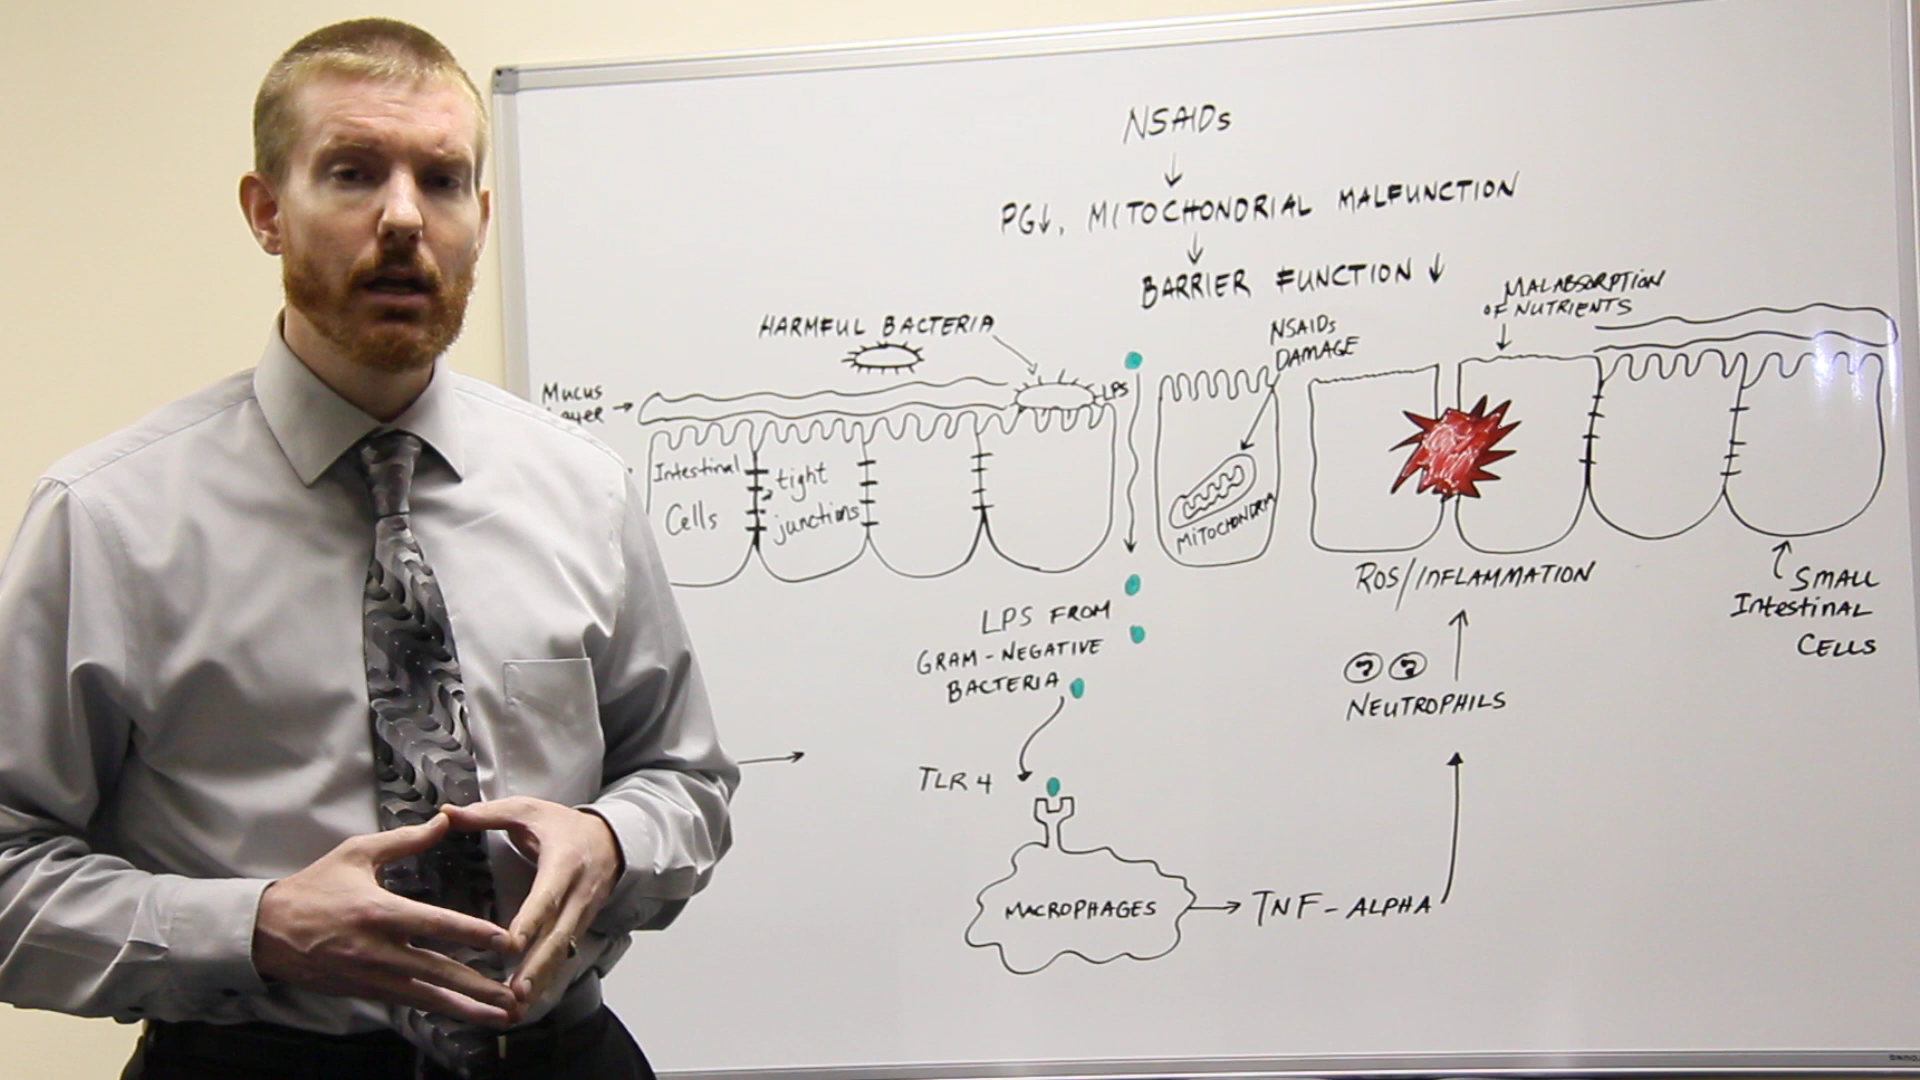 NSAIDs
PG↓, MITOCHONDRIAL MALFUNCTION
BARRIER FUNCTION ↓
MALABSORPTION
OF NUTRIENTS
HARMFUL BACTERIA
NSAIDs
DAMAGE
Mucus
LPS
Intestinal
Cells
tight
junctions
MITOCHONDRIA
ROS/INFLAMMATION
SMALL
Intestinal
CELLS
LPS FROM
GRAM-NEGATIVE
BACTERIA
NEUTROPHILS
TLR 4
MACROPHAGES
TNF-ALPHA